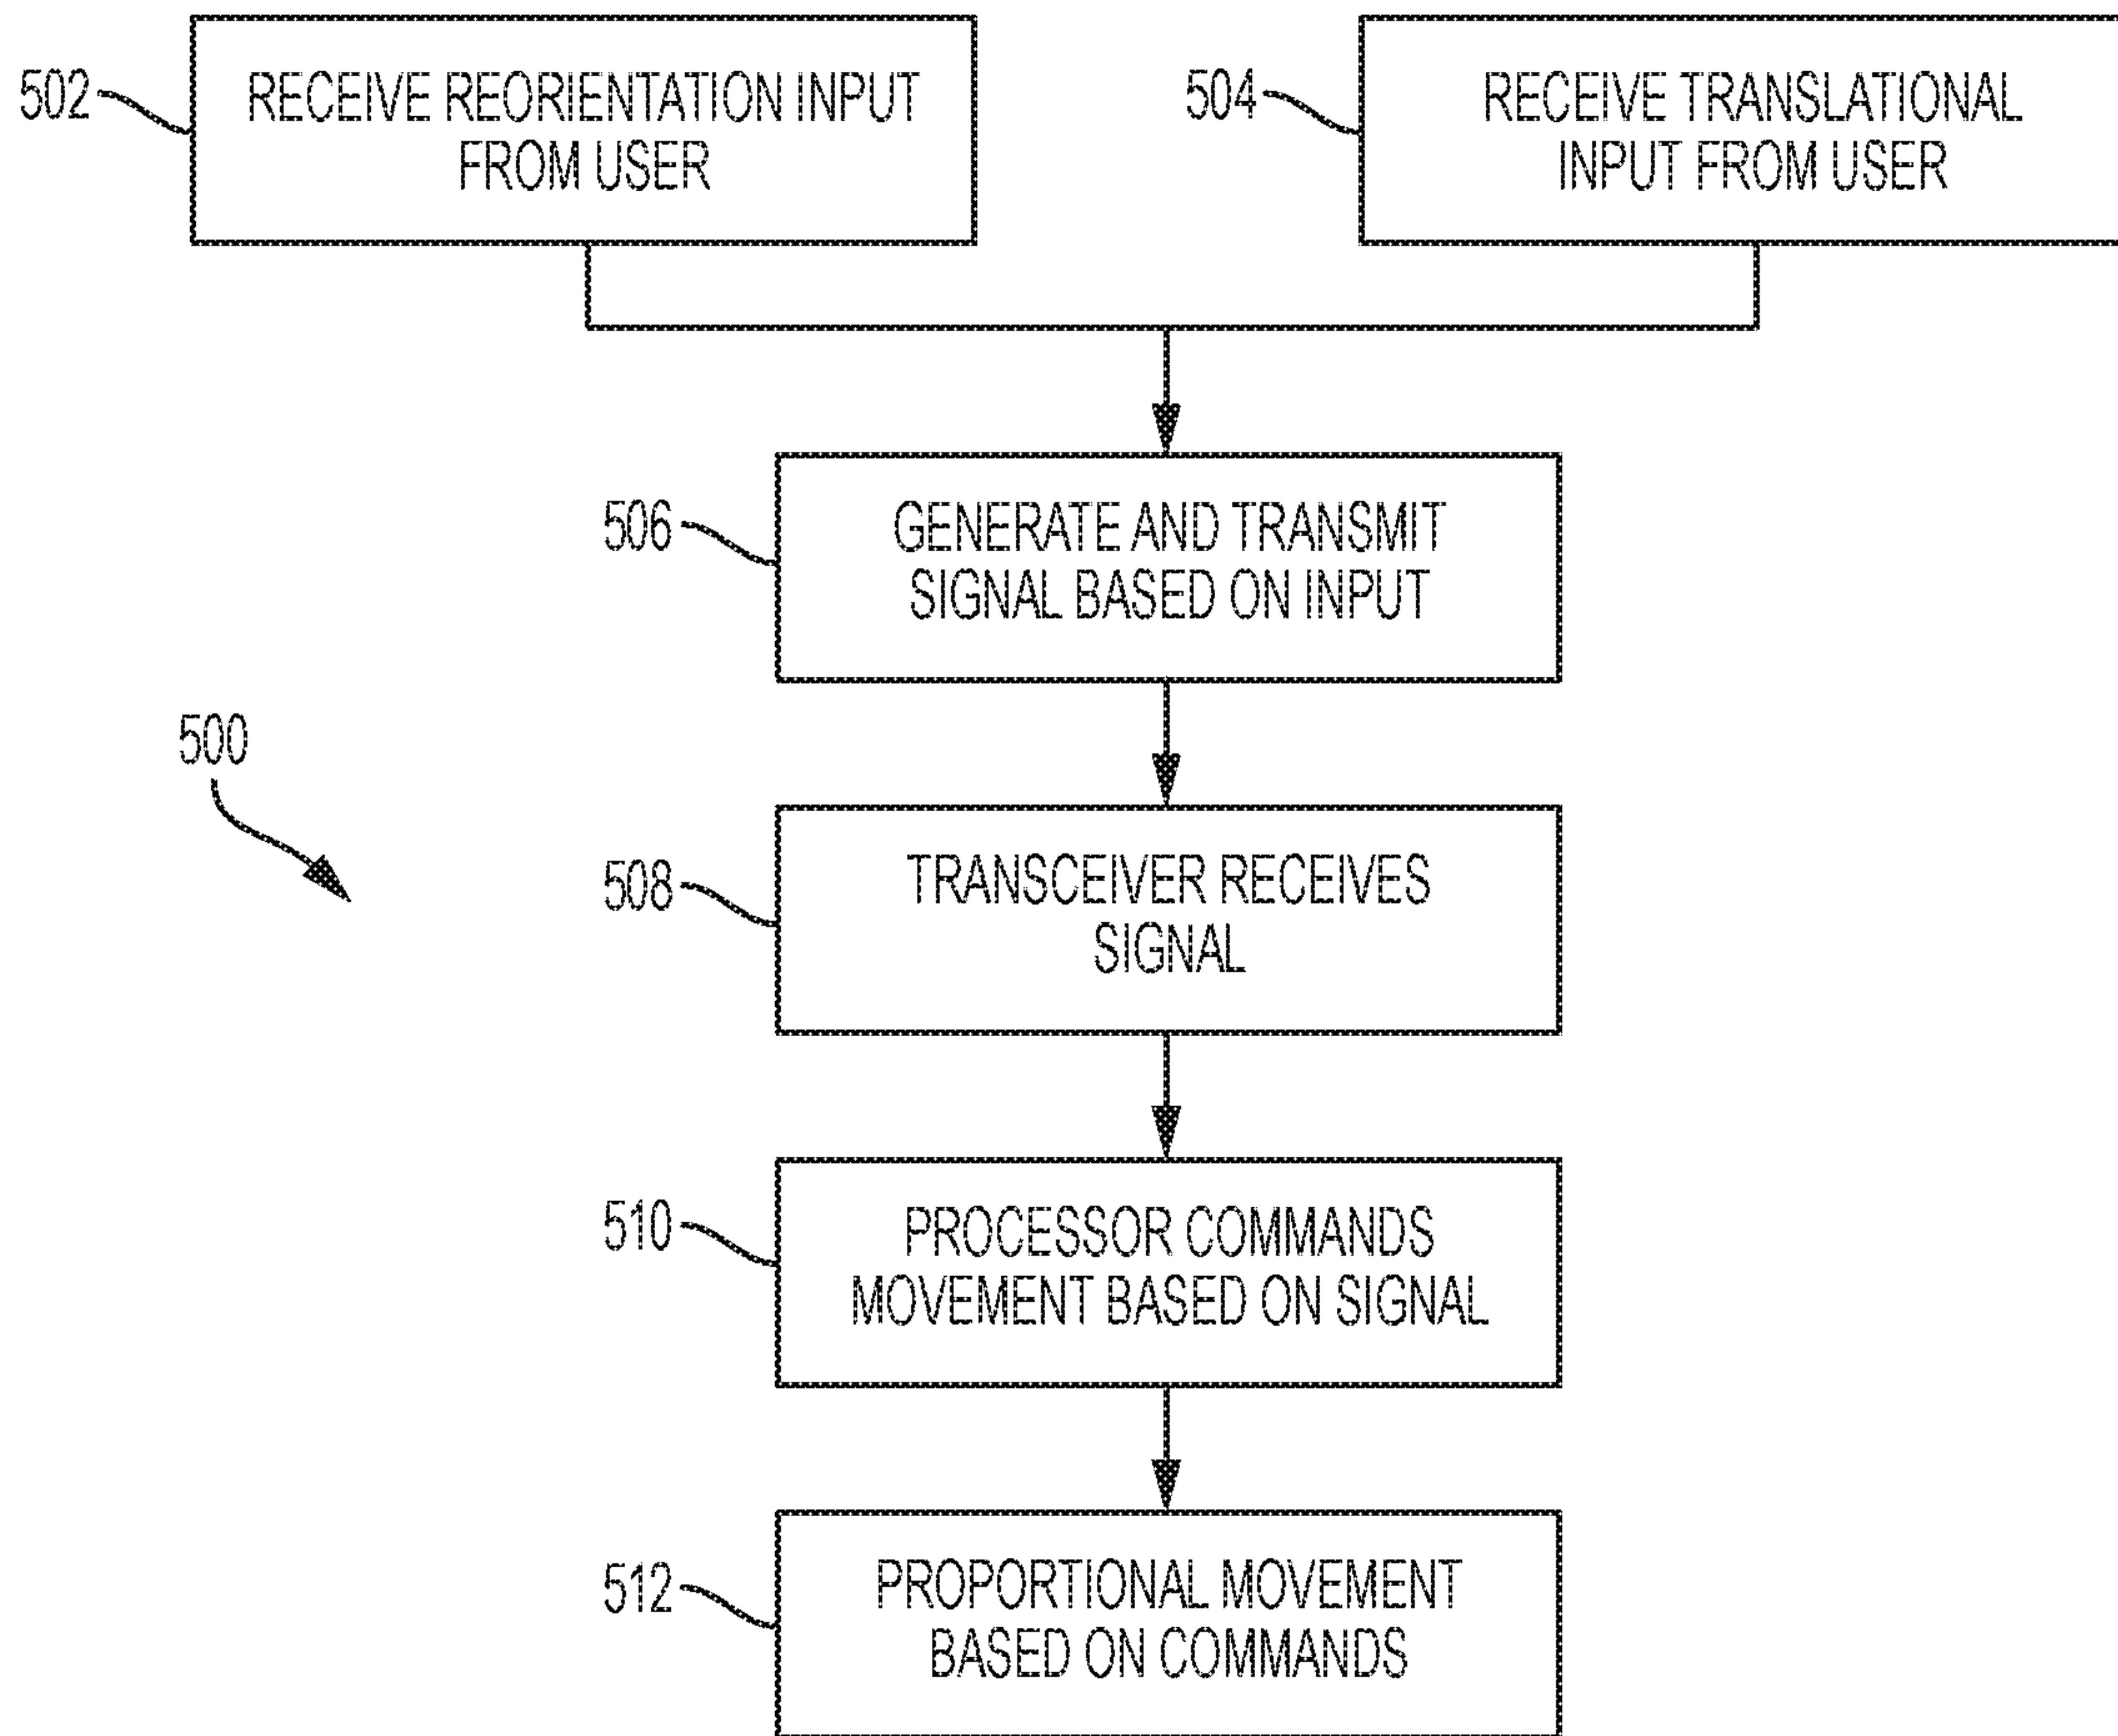 502
RECEIVE REORIENTATION INPUT
FROM USER
504
RECEIVE TRANSLATIONAL
INPUT FROM USER
506
GENERATE AND TRANSMIT
SIGNAL BASED ON INPUT
500
508
TRANSCEIVER RECEIVES
SIGNAL
510
PROCESSOR COMMANDS
MOVEMENT BASED ON SIGNAL
512
PROPORTIONAL MOVEMENT
BASED ON COMMANDS